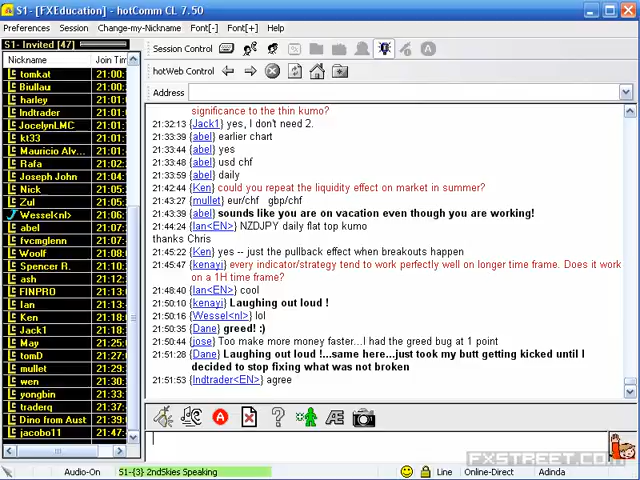 S1- [FXEducation] - hotComm CL 7.50
Preferences Session Change-my-Nickname Font[-] Font[+] Help
S1- Invited [47]
Nickname Join Tim
tomkat 21:00:
Biullau 21:00:
harley 21:01:
Indtrader 21:01:
JocelynLMC 21:01:
kt33 21:01:
Mauricio Alv... 21:01:
Rafa 21:02:
Joseph John 21:04:
Nick 21:05:
Zul 21:05:
Wessel<nl> 21:06:
abel 21:07:
fvcmglenn 21:08:
Woolf 21:08:
Spencer R. 21:10:
ash 21:12:
FINPRO 21:13:
Ian 21:13:
Ken 21:18:
Jack1 21:20:
May 21:25:
tomD 21:27:
mullet 21:29:
wen 21:30:
yongbin 21:33:
traderq 21:36:
Dino from Aust 21:39:
jacobo11 21:47:
Session Control
hotWeb Control
Address
significance to the thin kumo?
21:32:13 {Jack1} yes, I don't need 2.
21:33:39 {abel} earlier chart
21:33:44 {abel} yes
21:33:48 {abel} usd chf
21:33:59 {abel} daily
21:42:44 {Ken} could you repeat the liquidity effect on market in summer?
21:43:27 {mullet} eur/chf gbp/chf
21:43:39 {abel} sounds like you are on vacation even though you are working!
21:44:24 {Ian<EN>} NZDJPY daily flat top kumo
thanks Chris
21:45:22 {Ken} yes -- just the pullback effect when breakouts happen
21:45:47 {kenayi} every indicator/strategy tend to work perfectly well on longer time frame. Does it work
on a 1H time frame?
21:48:40 {Ian<EN>} cool
21:50:10 {kenayi} Laughing out loud !
21:50:16 {Wessel<nl>} lol
21:50:35 {Dane} greed! :)
21:50:44 {jose} Too make more money faster...I had the greed bug at 1 point
21:51:28 {Dane} Laughing out loud !...same here...just took my butt getting kicked until I
decided to stop fixing what was not broken
21:51:53 {Indtrader<EN>} agree
FXSTREET.COM
Audio-On S1-{3} 2ndSkies Speaking Line Online-Direct Adinda